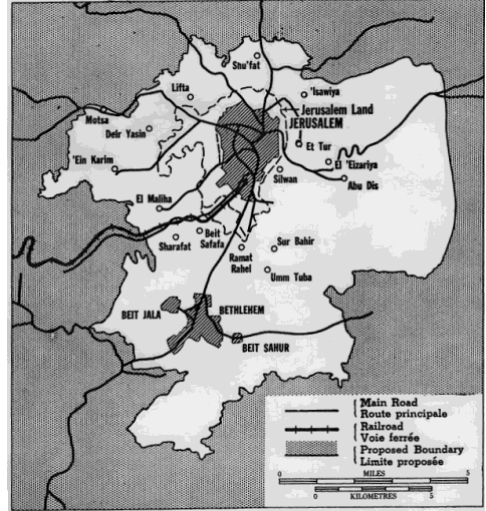 Shu'fat
Lifta
'Isawiya
Motsa
Jerusalem Land
Deir Yasin
JERUSALEM
Et Tur
'Ein Karim
El 'Eizariya
Silwan
Abu Dis
El Maliha
Beit
Safafa
Sharafat
Sur Bahir
Ramat
Rahel
Umm Tuba
BEIT JALA
BETHLEHEM
BEIT SAHUR
Main Road
Route principale
Railroad
Voie ferrée
Proposed Boundary
Limite proposée
0 MILES 5
0 KILOMETRES 5